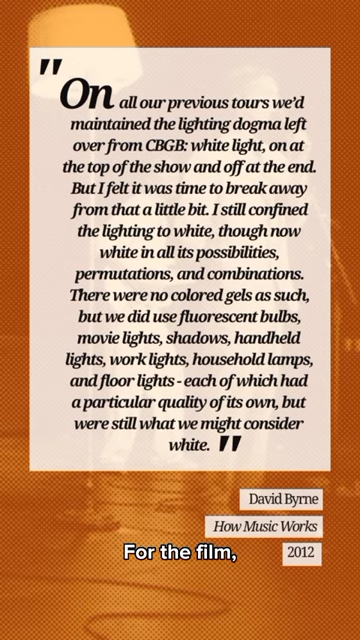 "On all our previous tours we'd
maintained the lighting dogma left
over from CBGB: white light, on at
the top of the show and off at the end.
But I felt it was time to break away
from that a little bit. I still confined
the lighting to white, though now
white in all its possibilities,
permutations, and combinations.
There were no colored gels as such,
but we did use fluorescent bulbs,
movie lights, shadows, handheld
lights, work lights, household lamps,
and floor lights - each of which had
a particular quality of its own, but
were still what we might consider
white. "
David Byrne
How Music Works
2012
For the film,